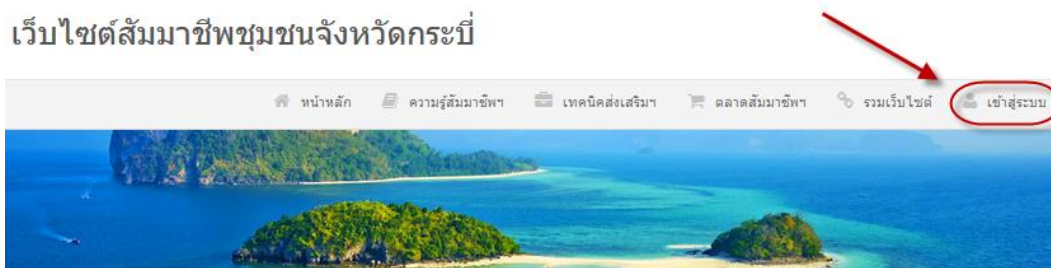 เว็บไซต์สัมมาชีพชุมชนจังหวัดกระบี่
หน้าหลัก ความรู้สัมมาชีพฯ เทคนิคส่งเสริมฯ ตลาดสัมมาชีพฯ รวมเว็บไซต์ เข้าสู่ระบบ